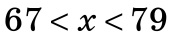 67 < x < 79